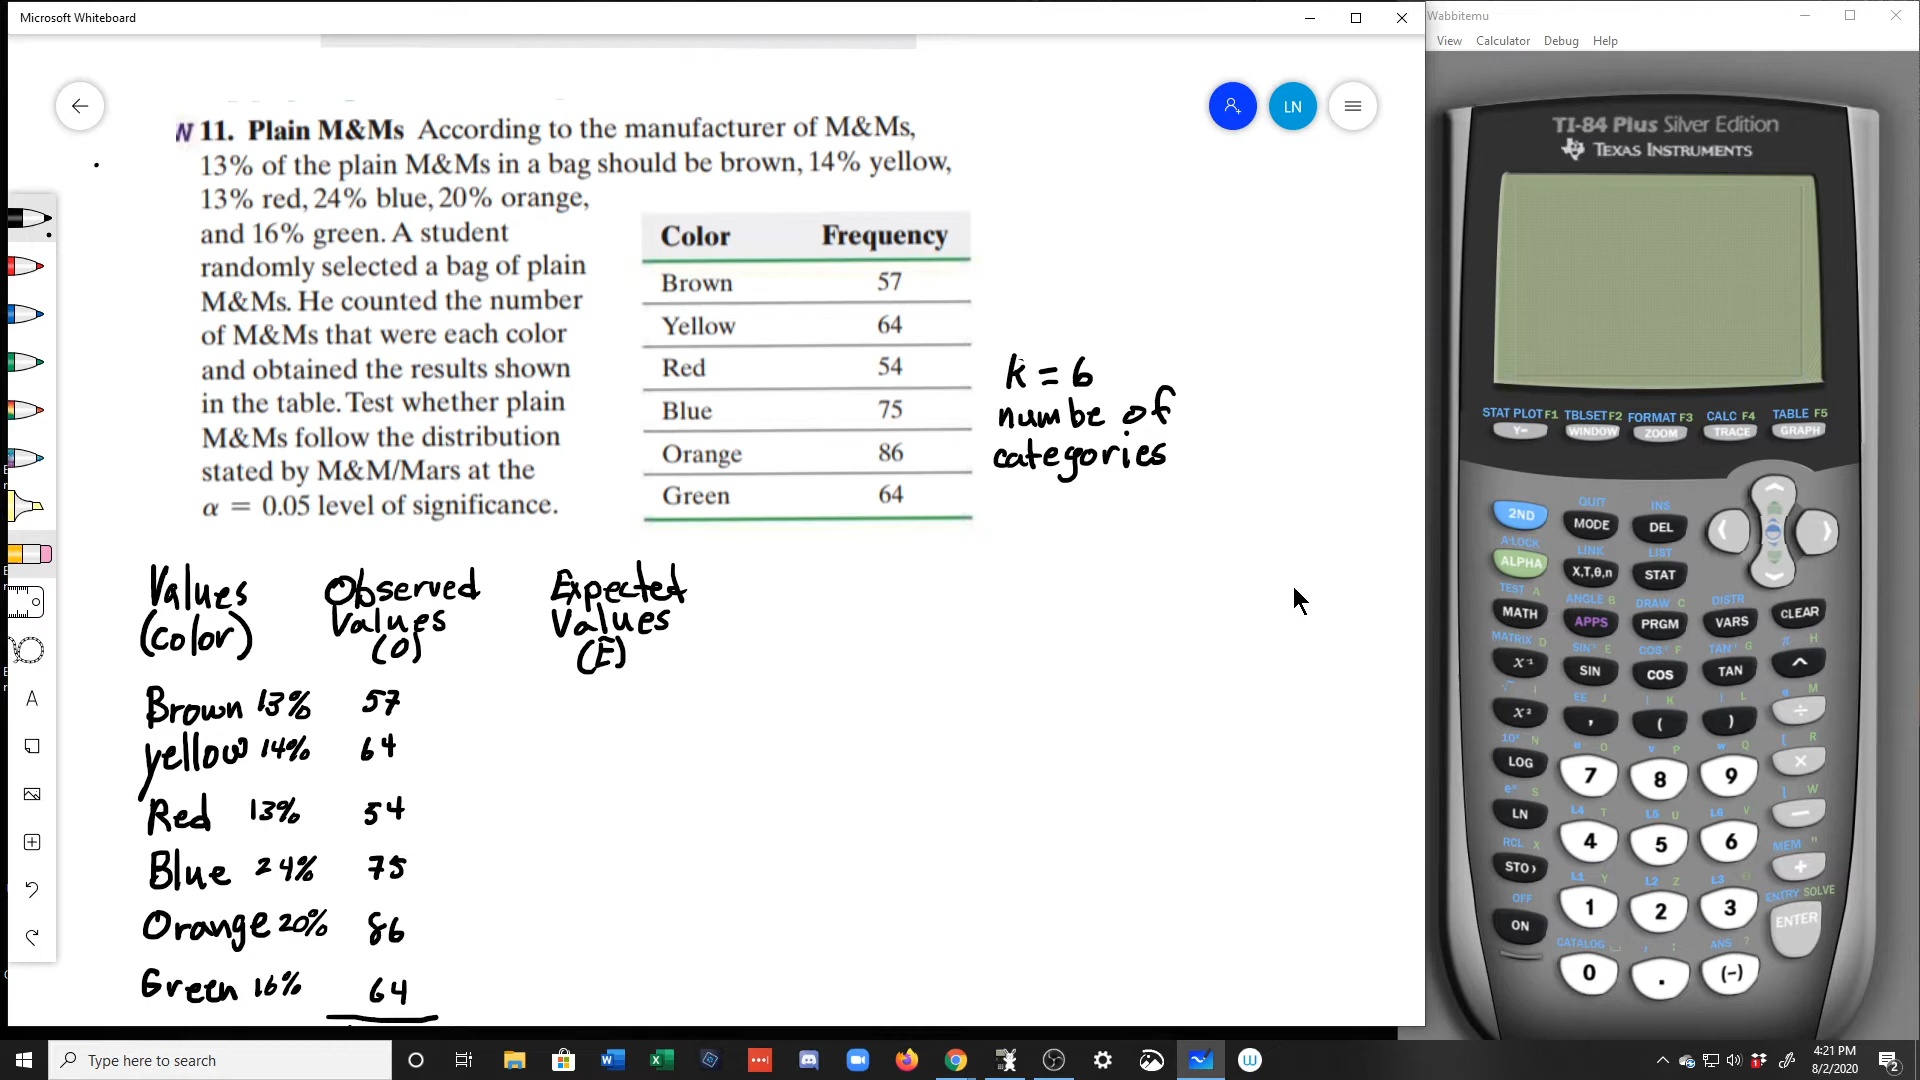 Microsoft Whiteboard
LN
N 11. Plain M&Ms According to the manufacturer of M&Ms,
13% of the plain M&Ms in a bag should be brown, 14% yellow,
13% red, 24% blue, 20% orange,
and 16% green. A student
randomly selected a bag of plain
M&Ms. He counted the number
of M&Ms that were each color
and obtained the results shown
in the table. Test whether plain
M&Ms follow the distribution
stated by M&M/Mars at the
α = 0.05 level of significance.
Color Frequency
Brown 57
Yellow 64
Red 54
Blue 75
Orange 86
Green 64
k = 6
numbe of
categories
Values Observed Expected
(color) Values Values
(O) (E)
Brown 13% 57
yellow 14% 64
Red 13% 54
Blue 24% 75
Orange 20% 86
Green 16% 64
A
Wabbitemu
View Calculator Debug Help
TI-84 Plus Silver Edition
TEXAS INSTRUMENTS
STAT PLOT F1 TBLSET F2 FORMAT F3 CALC F4 TABLE F5
Y= WINDOW ZOOM TRACE GRAPH
QUIT INS
2ND MODE DEL
A-LOCK LINK LIST
ALPHA X,T,θ,n STAT
TEST A ANGLE B DRAW C DISTR
MATH APPS PRGM VARS CLEAR
MATRIX D SIN⁻¹ E COS⁻¹ F TAN⁻¹ G π H
X⁻¹ SIN COS TAN ^
√ I EE J { K } L M
X² , ( ) ÷
10ˣ N u O v P w Q [ R
LOG 7 8 9 ×
eˣ S L4 T L5 U L6 V ] W
LN 4 5 6 −
RCL X L1 Y L2 Z L3 θ MEM "
STO› 1 2 3 +
OFF ENTRY SOLVE
ON ENTER
CATALOG ⎵ i : ANS ?
0 . (-)
Type here to search
4:21 PM
8/2/2020
2